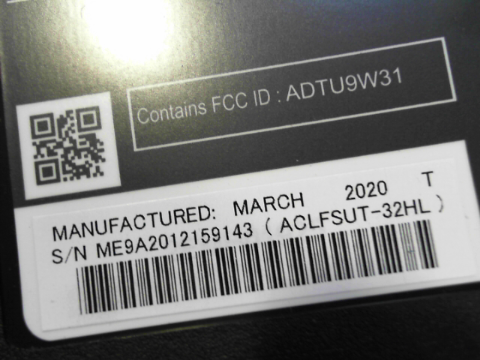 Contains FCC ID : ADTU9W31
MANUFACTURED: MARCH 2020 T
S/N ME9A2012159143 ( ACLFSUT-32HL )